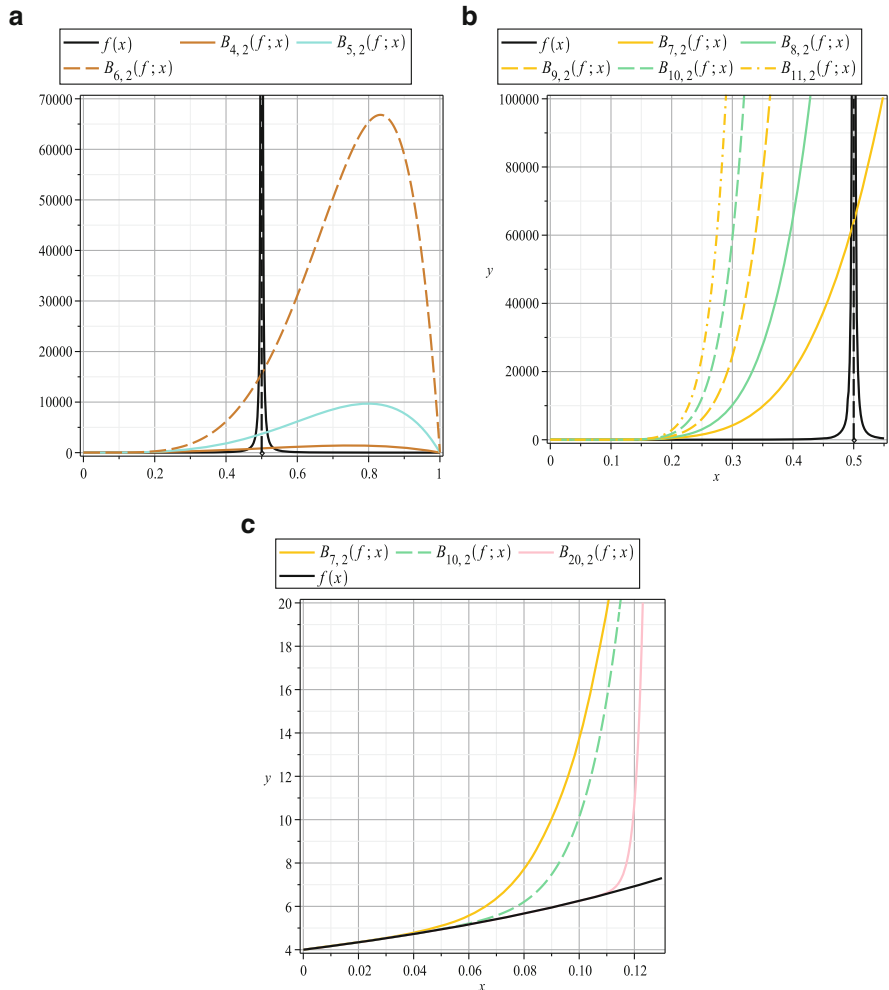 a
f(x) B4, 2(f; x) B5, 2(f; x)
B6, 2(f; x)
70000
60000
50000
40000
30000
20000
10000
0
0 0.2 0.4 0.6 0.8 1
b
f(x) B7, 2(f; x) B8, 2(f; x)
B9, 2(f; x) B10, 2(f; x) B11, 2(f; x)
100000
80000
60000
y
40000
20000
0
0 0.1 0.2 0.3 0.4 0.5
x
c
B7, 2(f; x) B10, 2(f; x) B20, 2(f; x)
f(x)
20
18
16
14
12
y
10
8
6
4
0 0.02 0.04 0.06 0.08 0.10 0.12
x